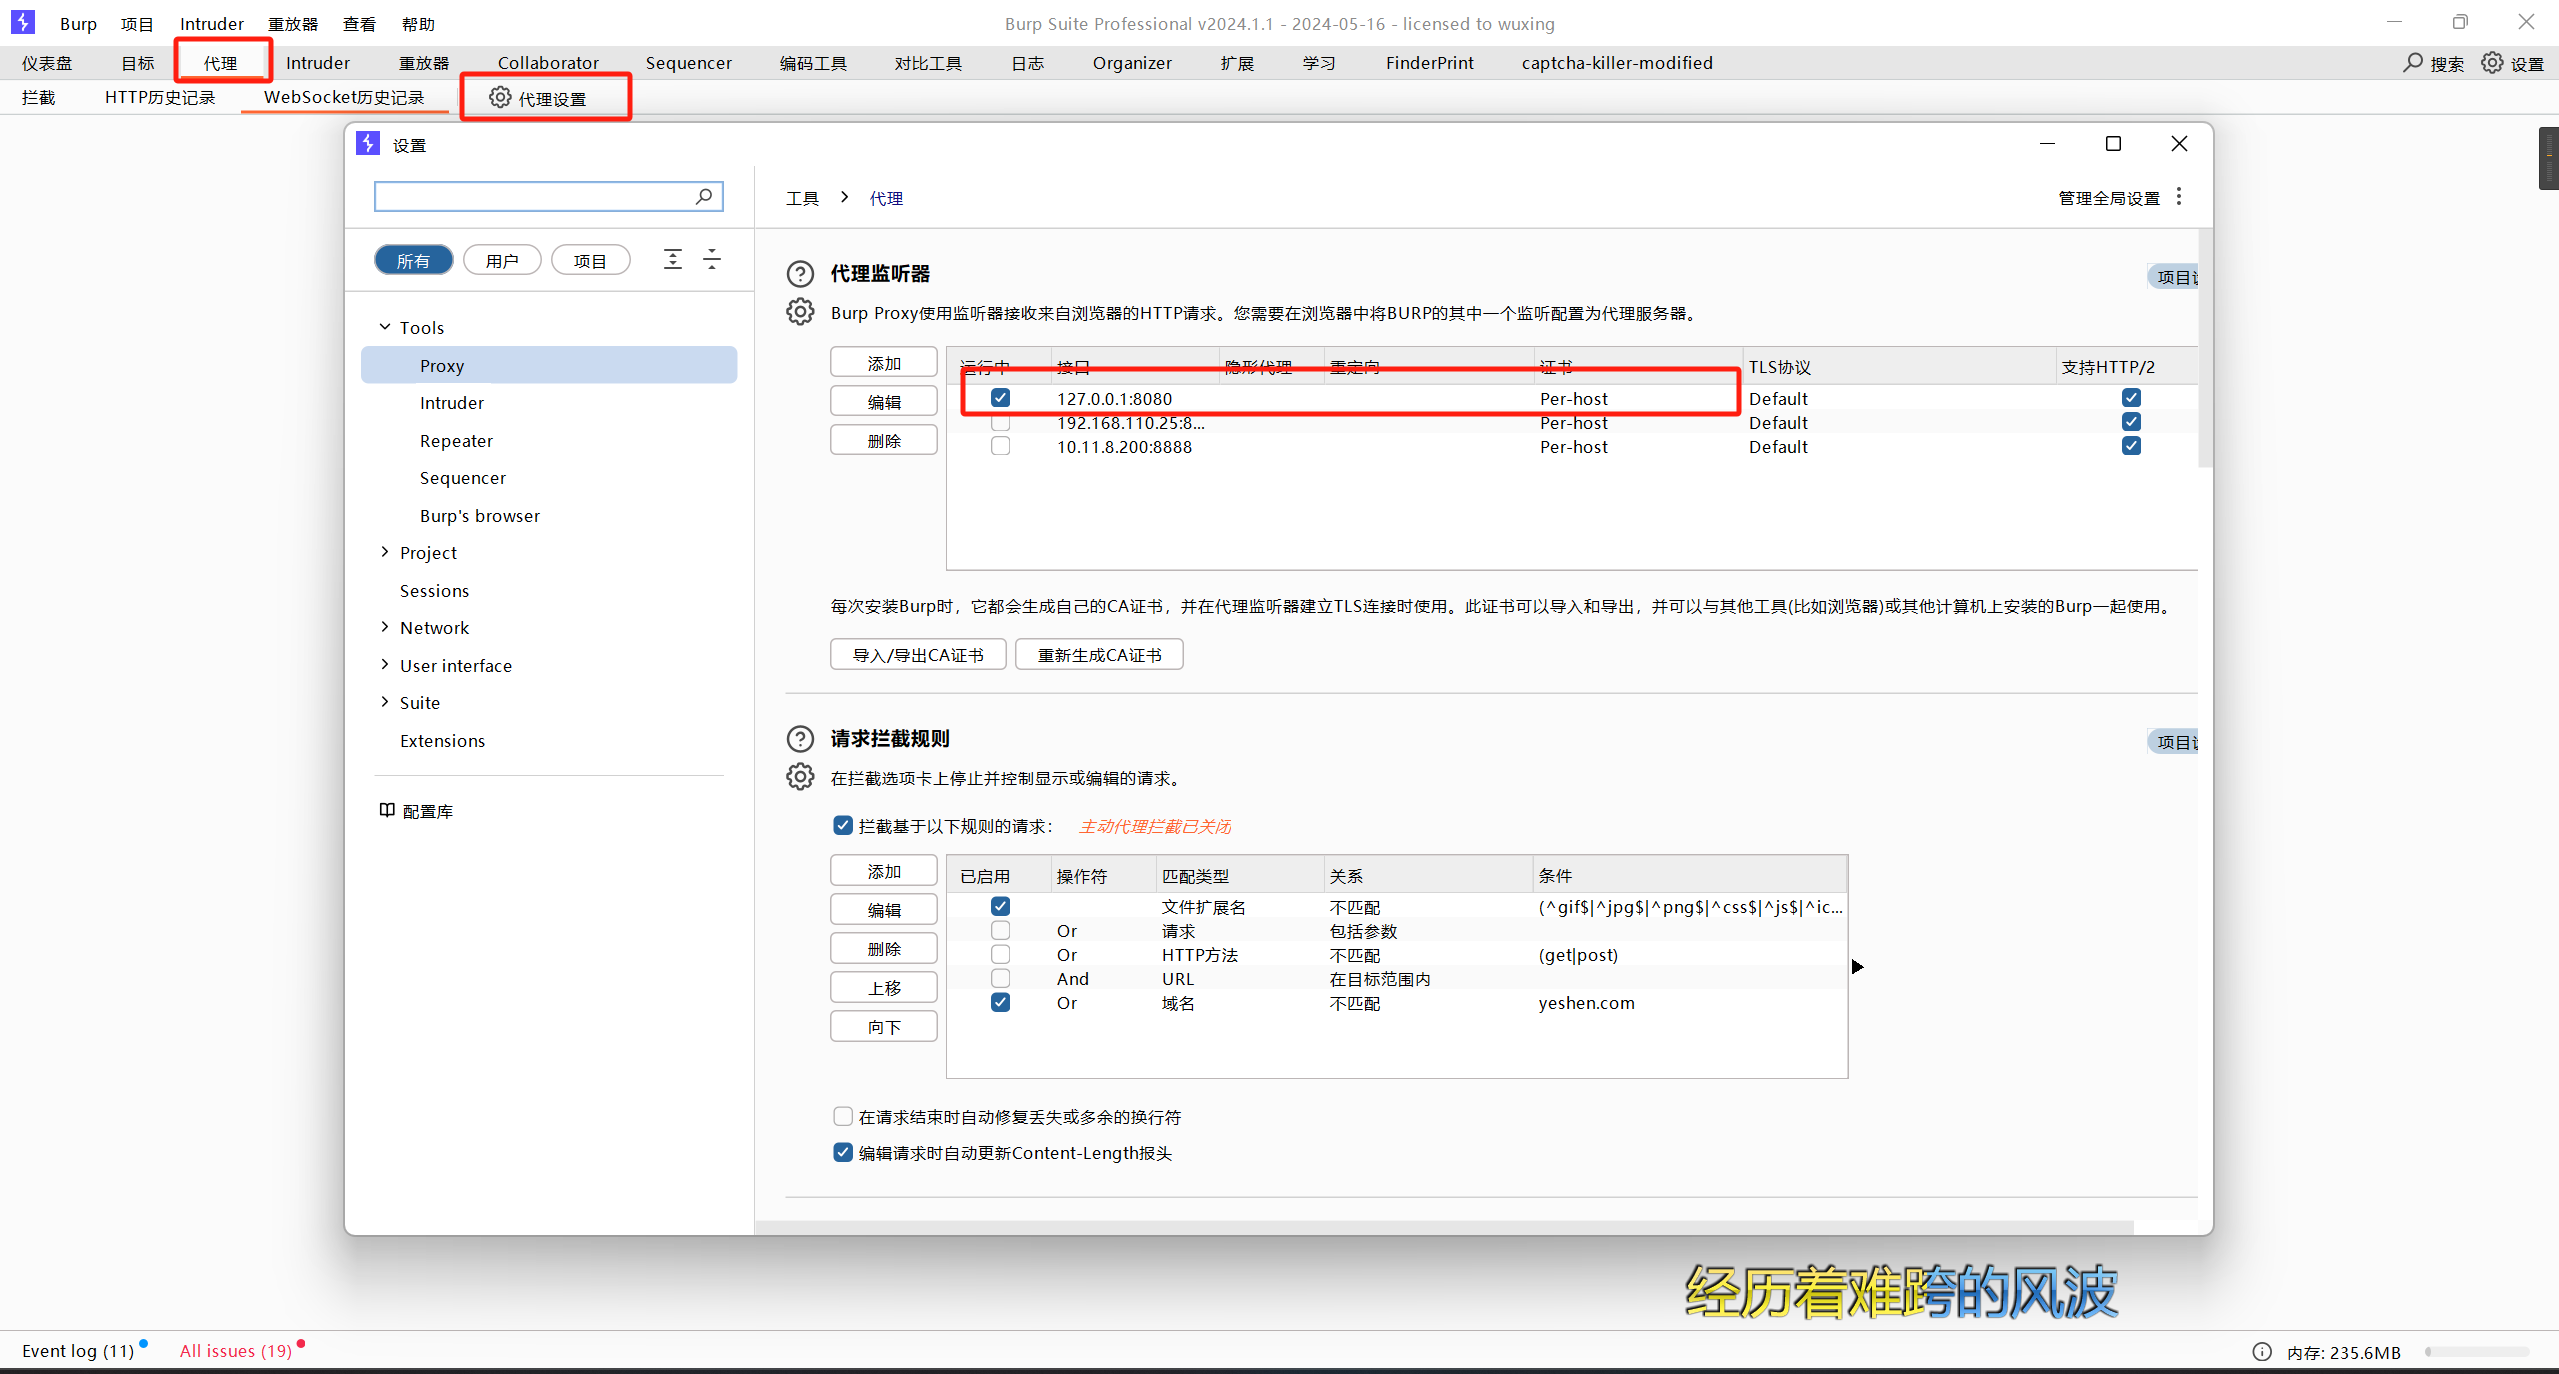 Burp 项目 Intruder 重放器 查看 帮助 Burp Suite Professional v2024.1.1 - 2024-05-16 - licensed to wuxing
仪表盘 目标 代理 Intruder 重放器 Collaborator Sequencer 编码工具 对比工具 日志 Organizer 扩展 学习 FinderPrint captcha-killer-modified 搜索 设置
拦截 HTTP历史记录 WebSocket历史记录 代理设置
设置
工具 > 代理 管理全局设置
所有 用户 项目
Tools
Proxy
Intruder
Repeater
Sequencer
Burp's browser
Project
Sessions
Network
User interface
Suite
Extensions
配置库
代理监听器 项目
Burp Proxy使用监听器接收来自浏览器的HTTP请求。您需要在浏览器中将BURP的其中一个监听配置为代理服务器。
添加
编辑
删除
运行中 接口 隐形代理 重定向 证书 TLS协议 支持HTTP/2
127.0.0.1:8080 Per-host Default
192.168.110.25:8... Per-host Default
10.11.8.200:8888 Per-host Default
每次安装Burp时，它都会生成自己的CA证书，并在代理监听器建立TLS连接时使用。此证书可以导入和导出，并可以与其他工具(比如浏览器)或其他计算机上安装的Burp一起使用。
导入/导出CA证书 重新生成CA证书
请求拦截规则 项目
在拦截选项卡上停止并控制显示或编辑的请求。
拦截基于以下规则的请求： 主动代理拦截已关闭
添加
编辑
删除
上移
向下
已启用 操作符 匹配类型 关系 条件
文件扩展名 不匹配 (^gif$|^jpg$|^png$|^css$|^js$|^ic...
Or 请求 包括参数
Or HTTP方法 不匹配 (get|post)
And URL 在目标范围内
Or 域名 不匹配 yeshen.com
在请求结束时自动修复丢失或多余的换行符
编辑请求时自动更新Content-Length报头
经历着难跨的风波
Event log (11) All issues (19) 内存: 235.6MB